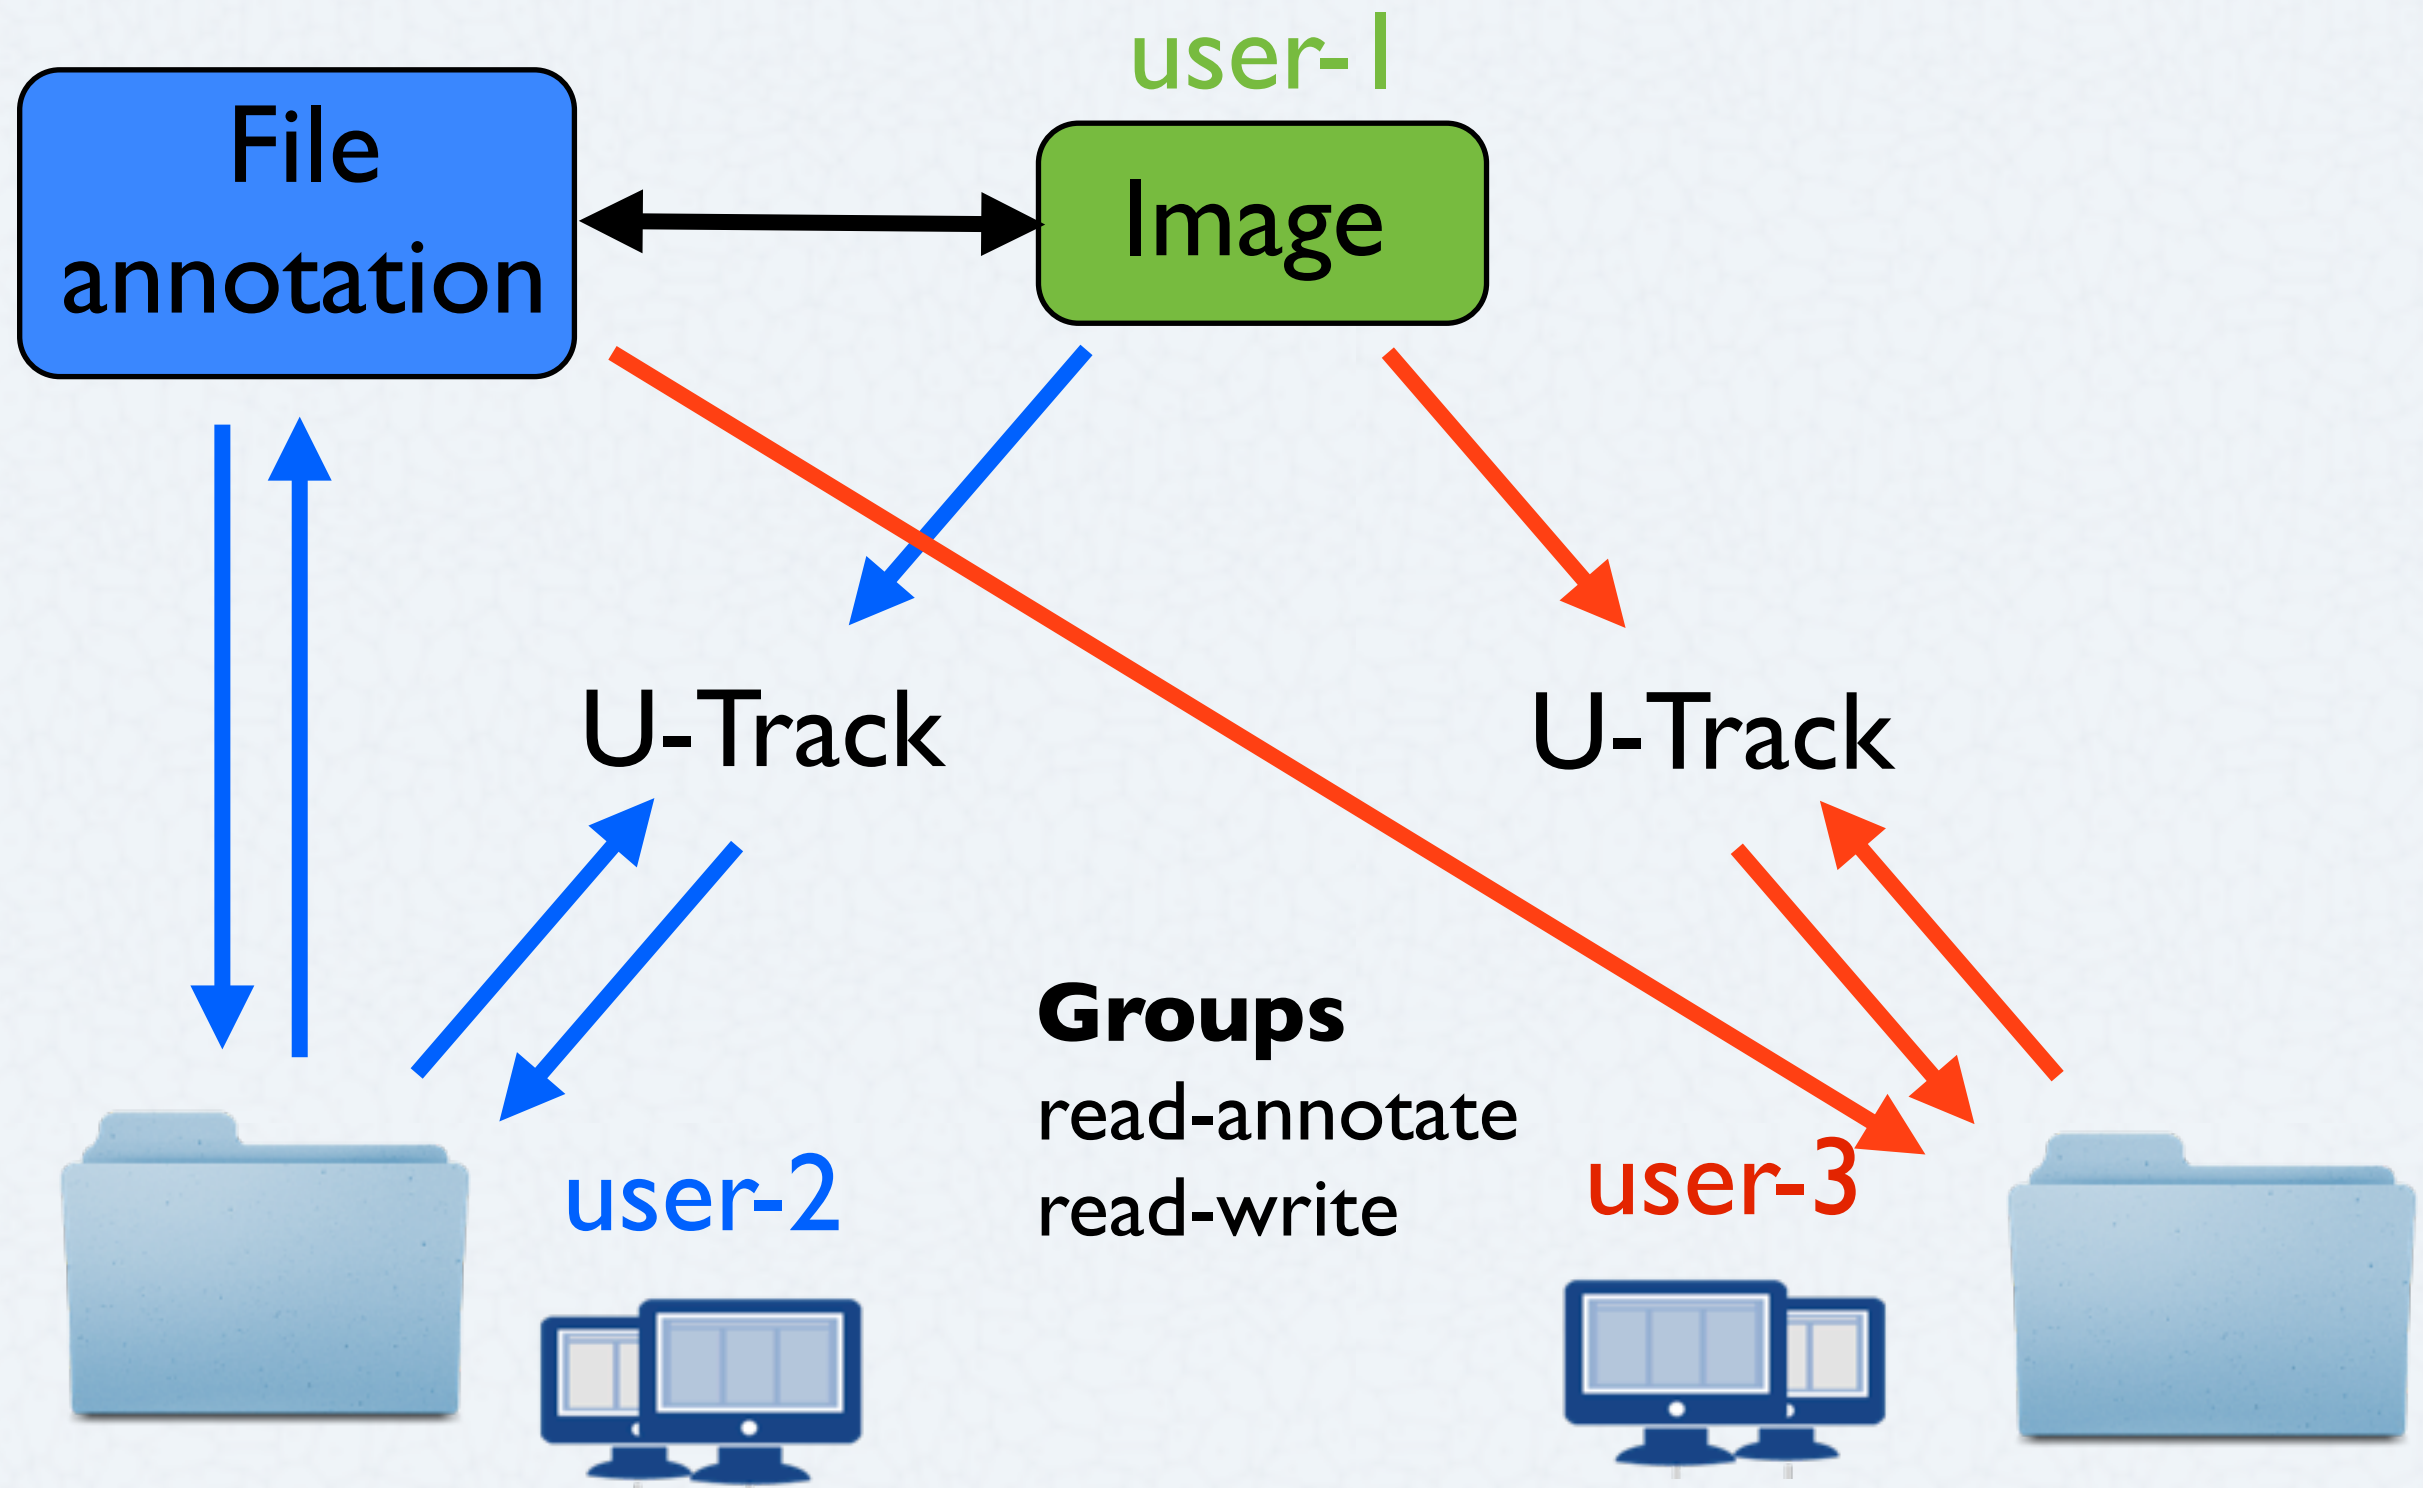 user-1
File
annotation
Image
U-Track
U-Track
Groups
read-annotate
read-write
user-2
user-3